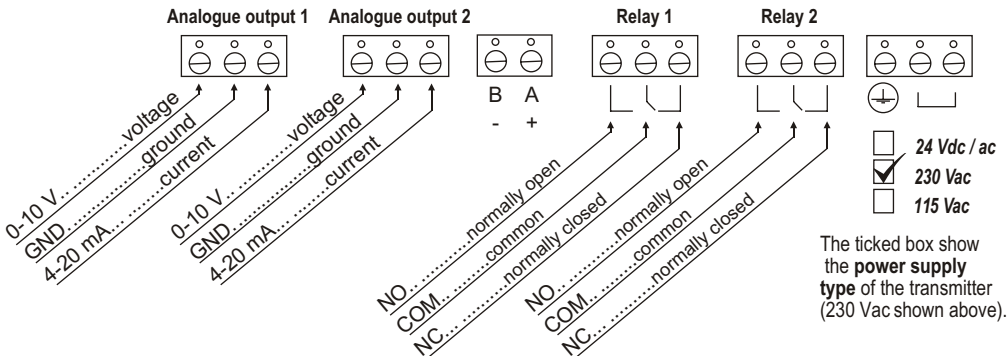 Analogue output 1
Analogue output 2
Relay 1
Relay 2
B A
- +
0-10 V..............voltage
GND..............ground
4-20 mA..............current
0-10 V..............voltage
GND..............ground
4-20 mA..............current
NO..........normally open
COM..........common
NC..........normally closed
NO..........normally open
COM..........common
NC..........normally closed
24 Vdc / ac
230 Vac
115 Vac
The ticked box show
the power supply
type of the transmitter
(230 Vac shown above).